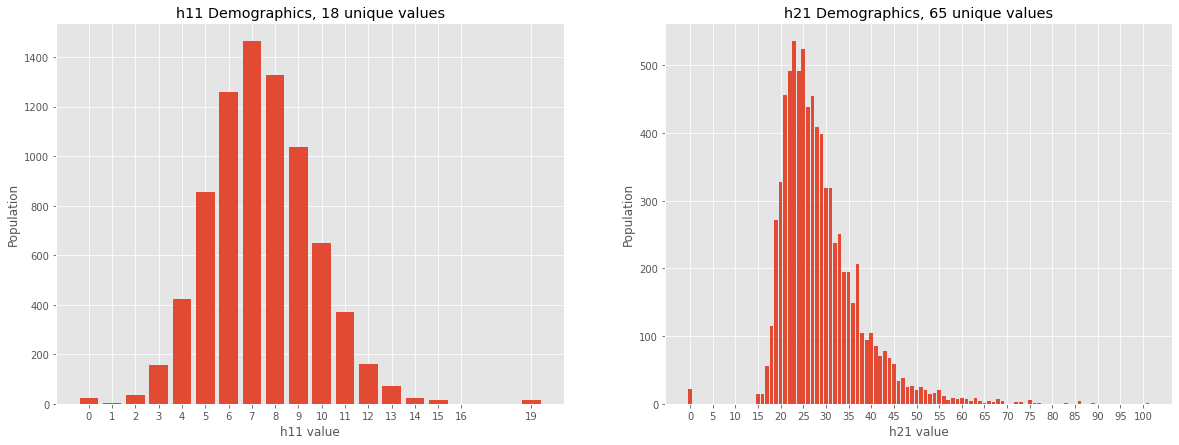 h11 Demographics, 18 unique values
1400
1200
1000
800
600
400
200
0
Population
0 1 2 3 4 5 6 7 8 9 10 11 12 13 14 15 16 19
h11 value
h21 Demographics, 65 unique values
500
400
300
200
100
0
Population
0 5 10 15 20 25 30 35 40 45 50 55 60 65 70 75 80 85 90 95 100
h21 value